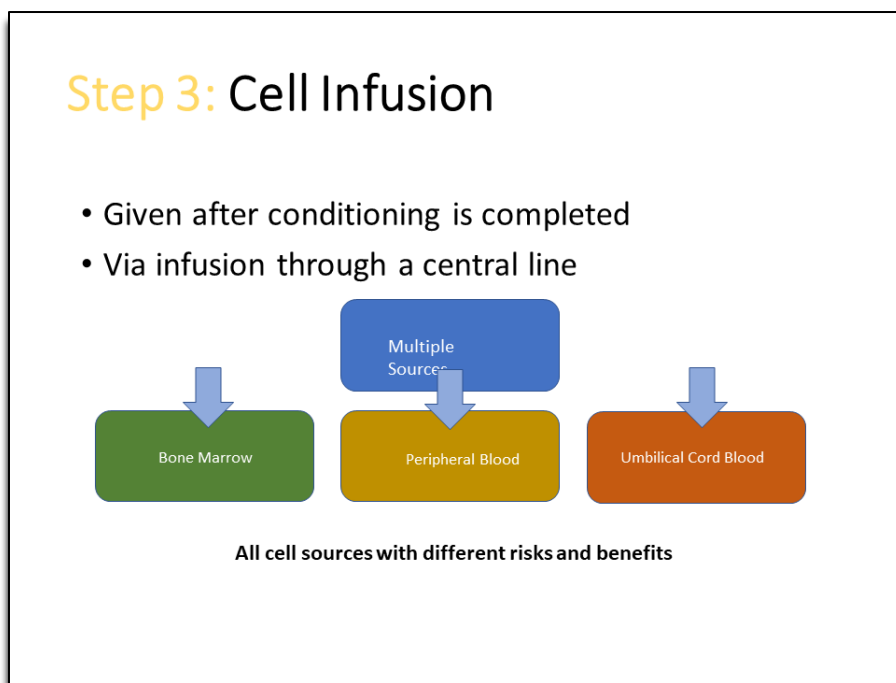 Step 3: Cell Infusion
• Given after conditioning is completed
• Via infusion through a central line
Multiple
Sources
Bone Marrow
Peripheral Blood
Umbilical Cord Blood
All cell sources with different risks and benefits